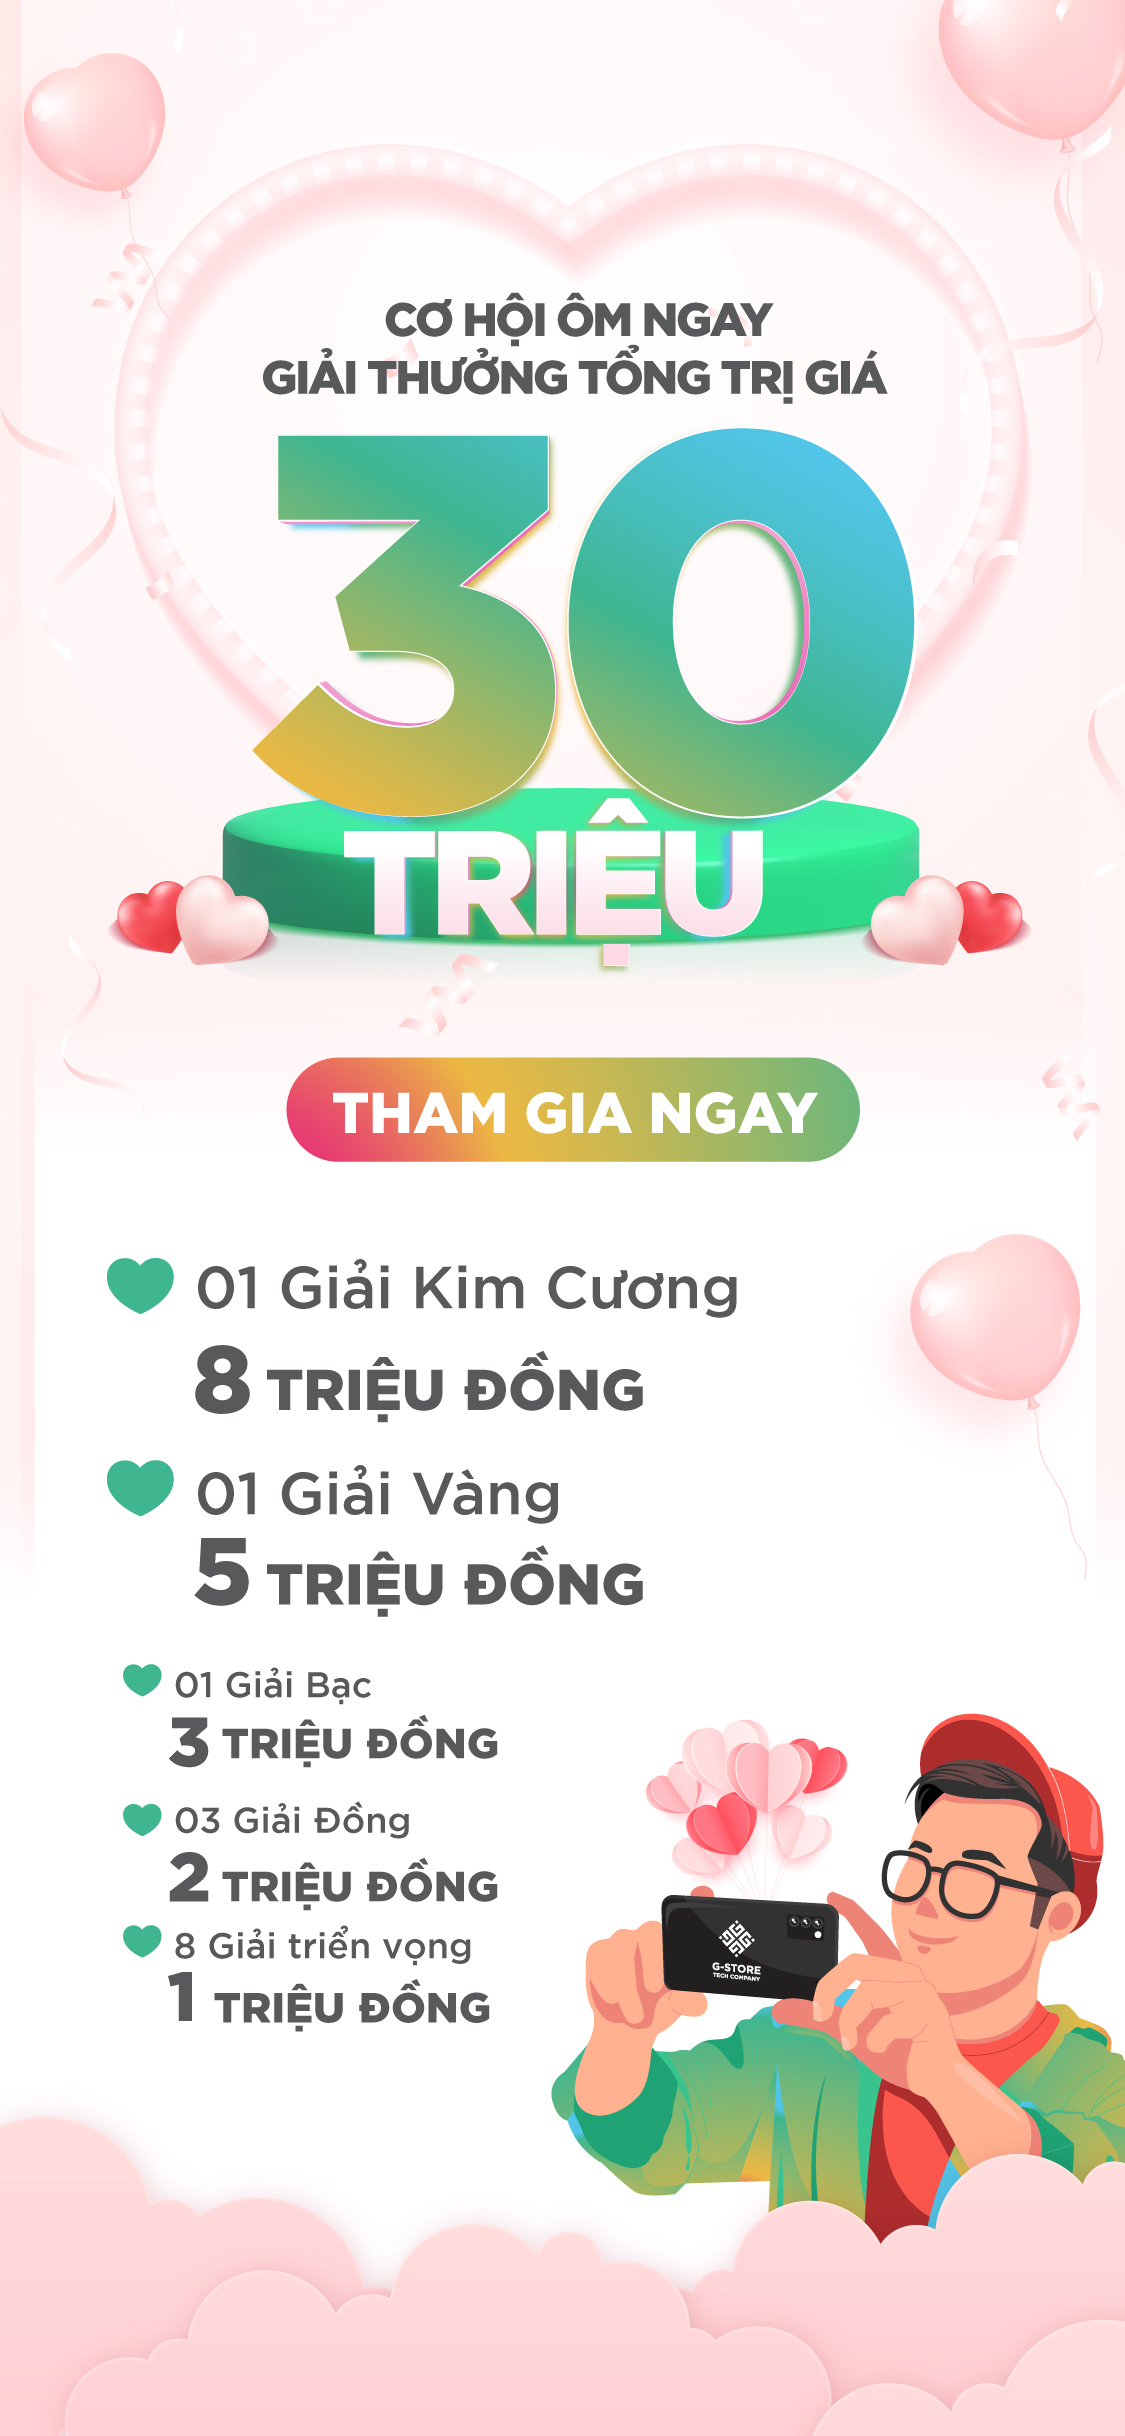 CƠ HỘI ÔM NGAY
GIẢI THƯỞNG TỔNG TRỊ GIÁ
30
TRIỆU
THAM GIA NGAY
01 Giải Kim Cương
8 TRIỆU ĐỒNG
01 Giải Vàng
5 TRIỆU ĐỒNG
01 Giải Bạc
3 TRIỆU ĐỒNG
03 Giải Đồng
2 TRIỆU ĐỒNG
8 Giải triển vọng
1 TRIỆU ĐỒNG
G-STORE
TECH COMPANY